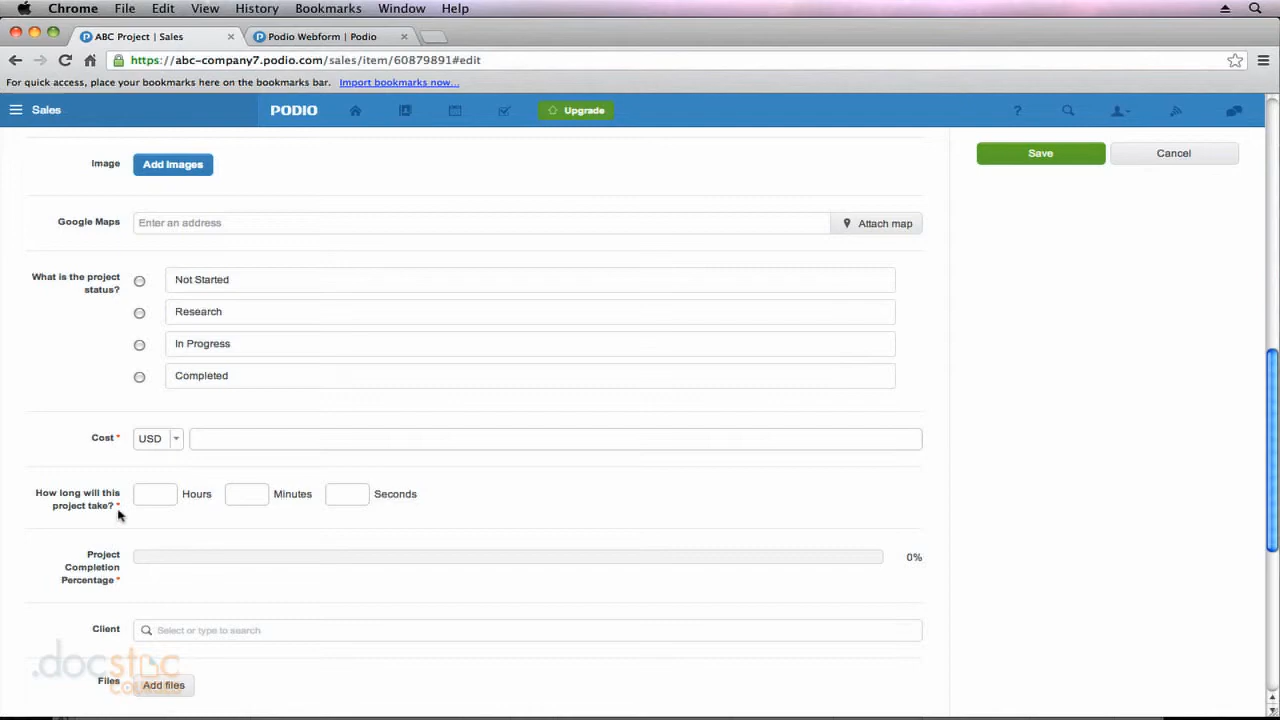 Chrome File Edit View History Bookmarks Window Help
ABC Project | Sales × Podio Webform | Podio ×
https://abc-company7.podio.com/sales/item/60879891#edit
For quick access, place your bookmarks here on the bookmarks bar. Import bookmarks now...
Sales PODIO Upgrade ?
Image Add Images Save Cancel
Google Maps Enter an address Attach map
What is the project status? Not Started
Research
In Progress
Completed
Cost * USD
How long will this project take? * Hours Minutes Seconds
Project Completion Percentage * 0%
Client Select or type to search
.docstoc
COURSES
Files Add files